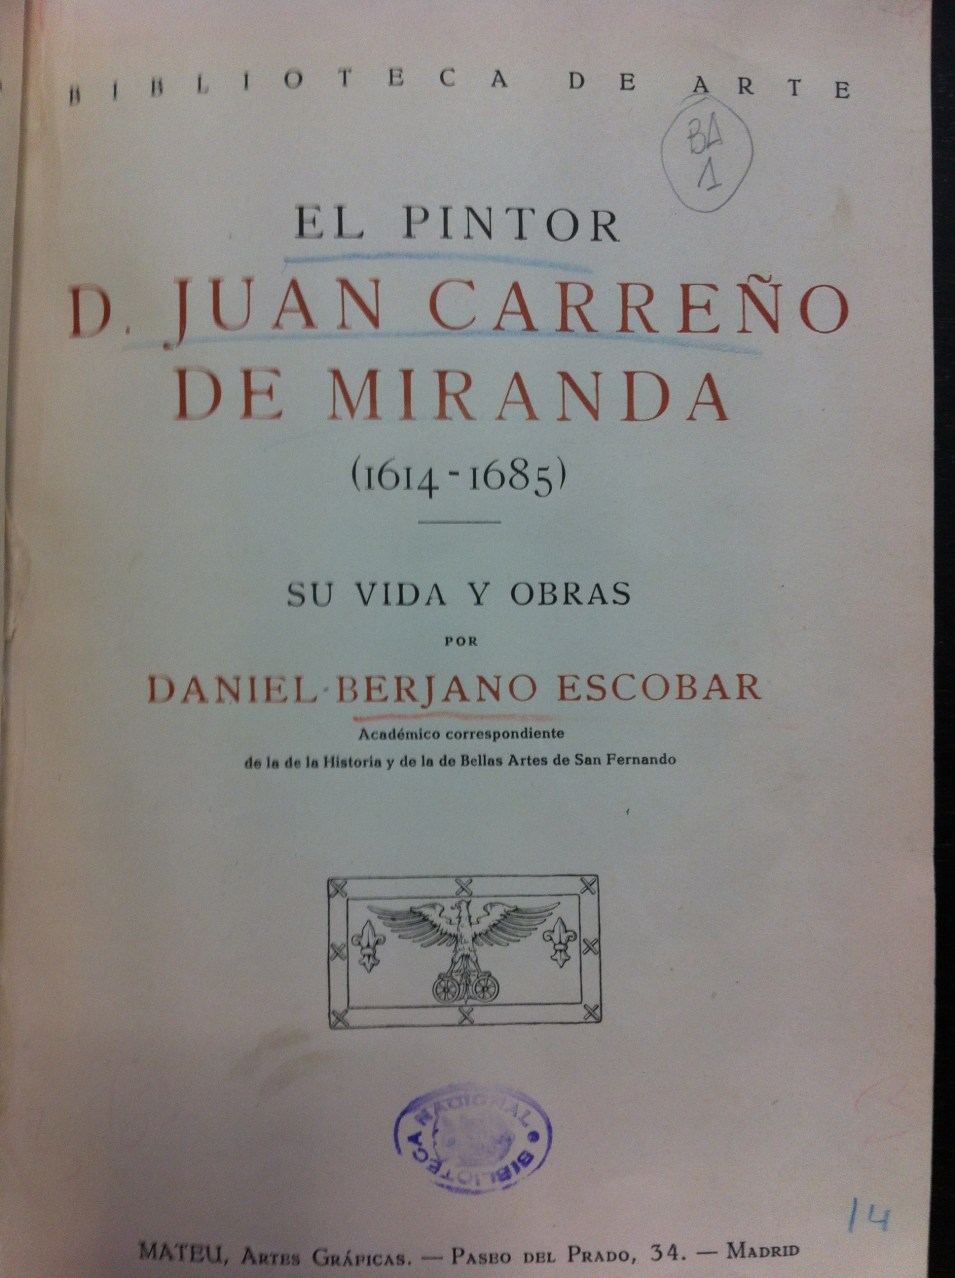 BIBLIOTECA DE ARTE
BA
1
EL PINTOR
D. JUAN CARREÑO
DE MIRANDA
(1614-1685)
SU VIDA Y OBRAS
POR
DANIEL BERJANO ESCOBAR
Académico correspondiente
de la de la Historia y de la de Bellas Artes de San Fernando
BIBLIOTECA NACIONAL
14
MATEU, ARTES GRÁFICAS. — PASEO DEL PRADO, 34. — MADRID